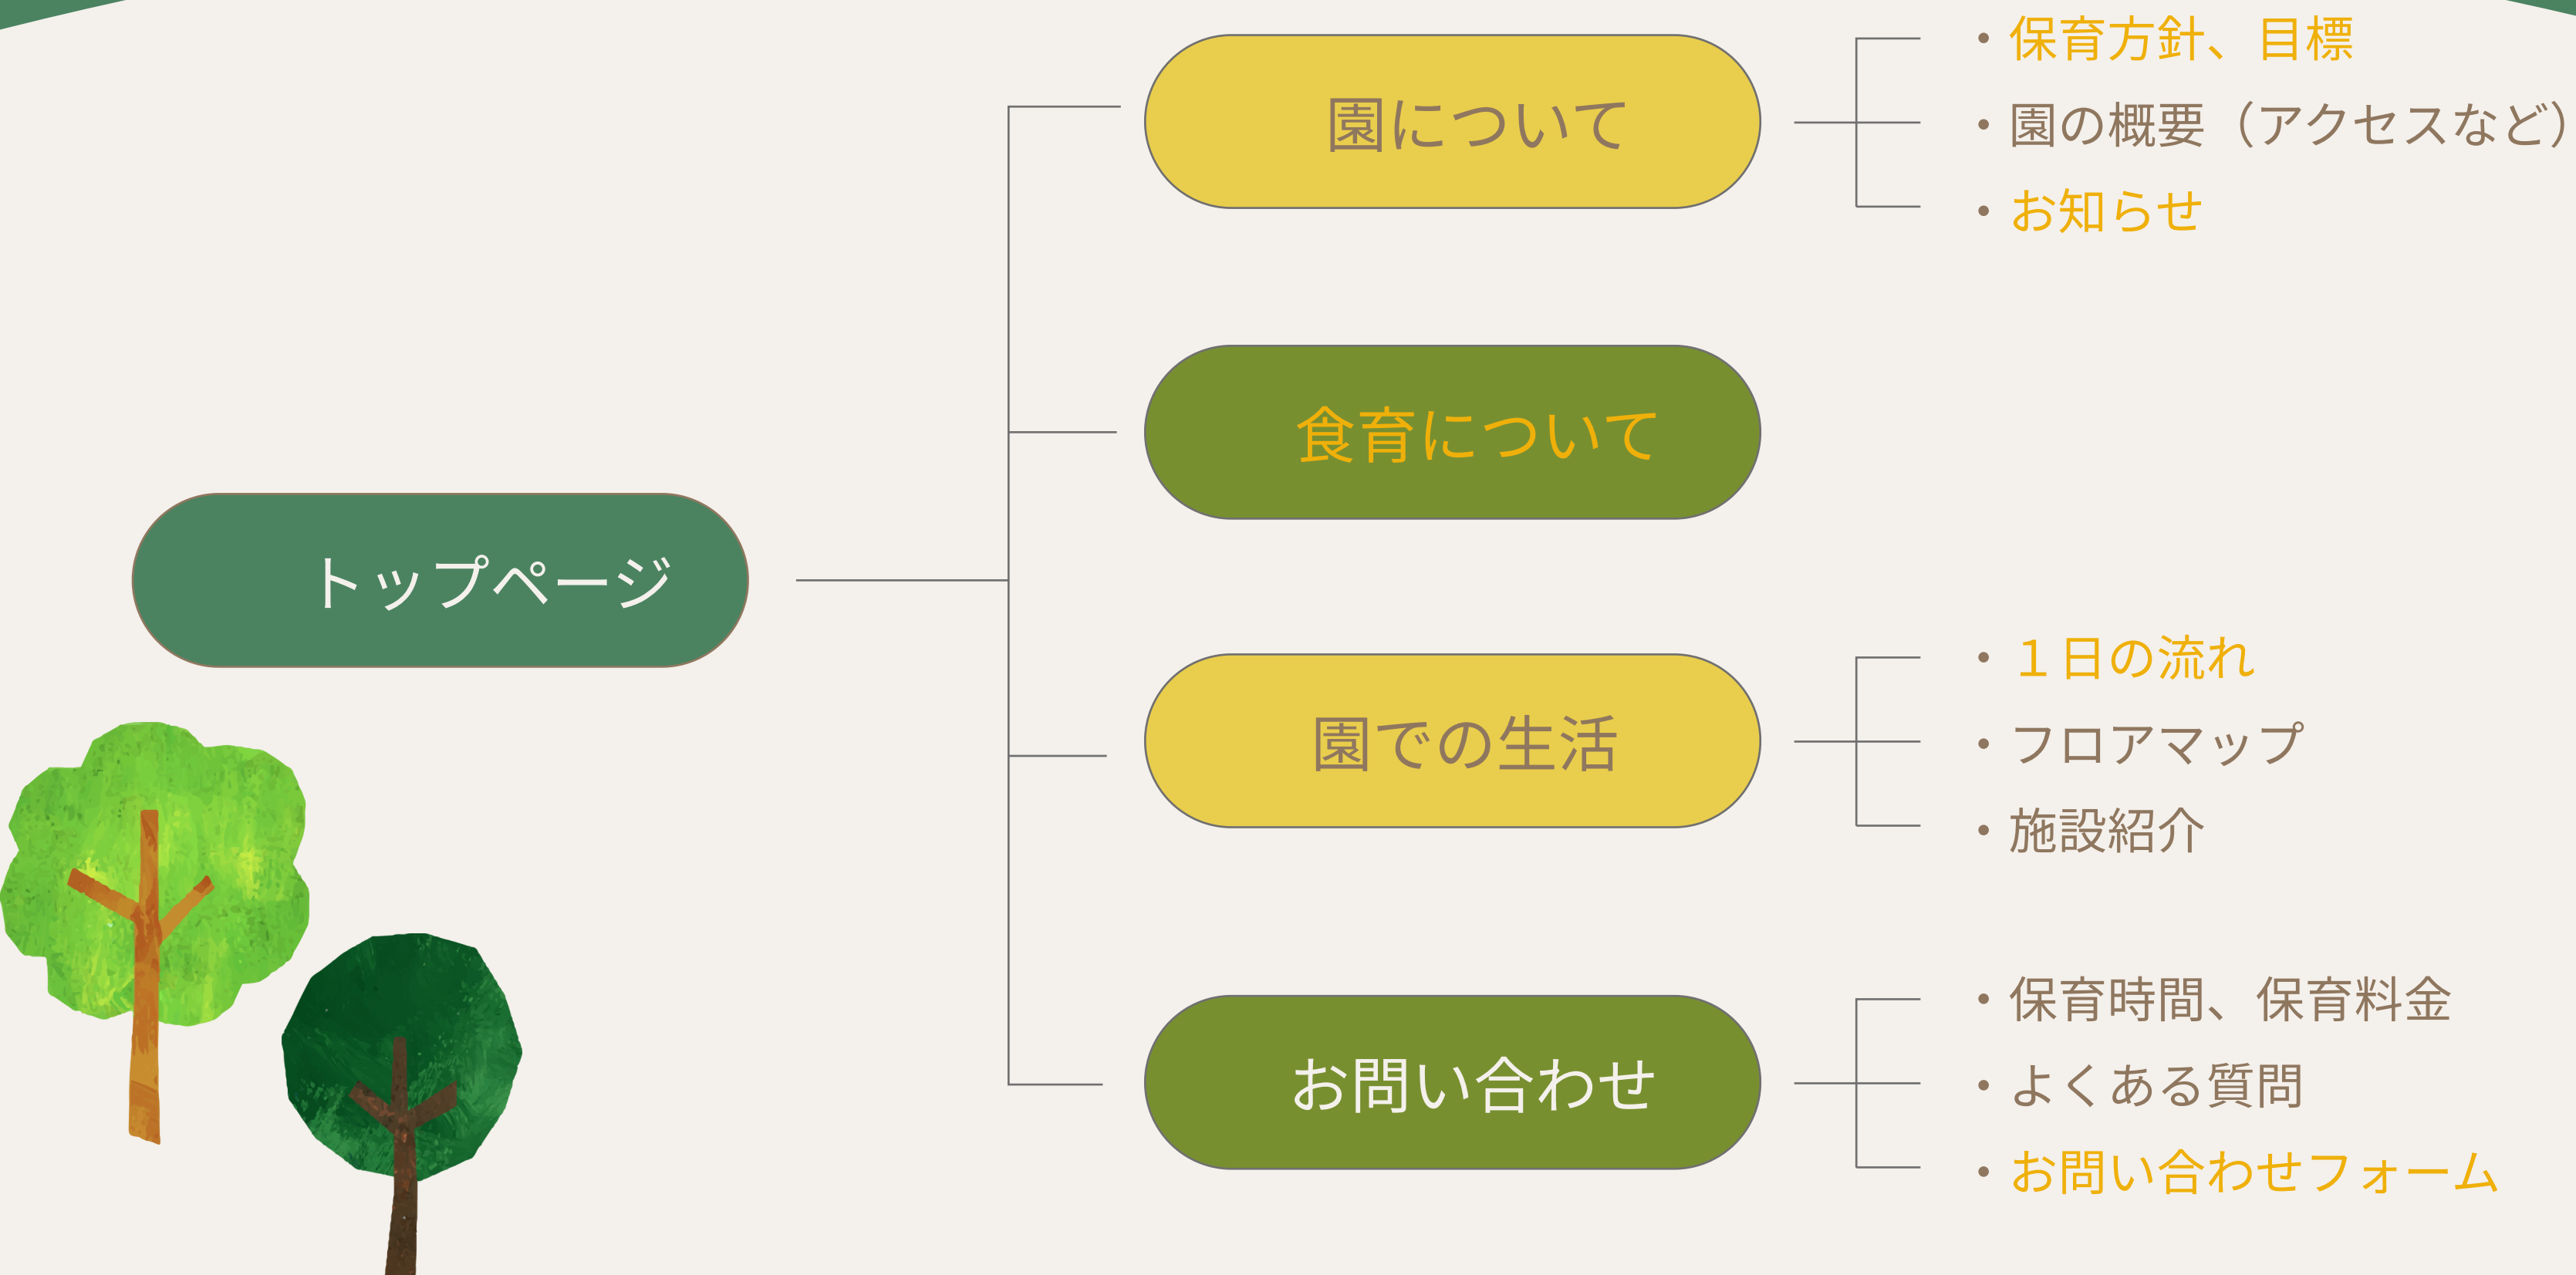 トップページ
園について
・保育方針、目標
・園の概要（アクセスなど）
・お知らせ
食育について
園での生活
・１日の流れ
・フロアマップ
・施設紹介
お問い合わせ
・保育時間、保育料金
・よくある質問
・お問い合わせフォーム